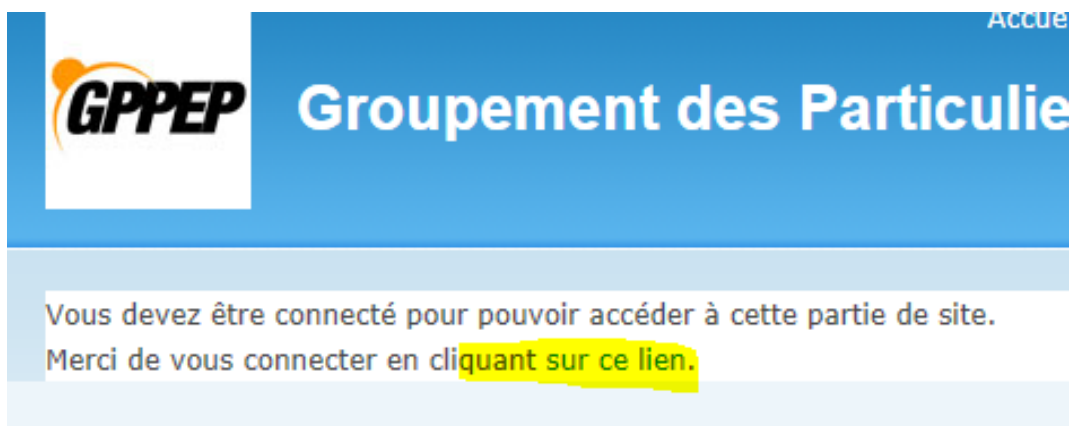 Accue
GPPEP
Groupement des Particulie
Vous devez être connecté pour pouvoir accéder à cette partie de site.
Merci de vous connecter en cliquant sur ce lien.